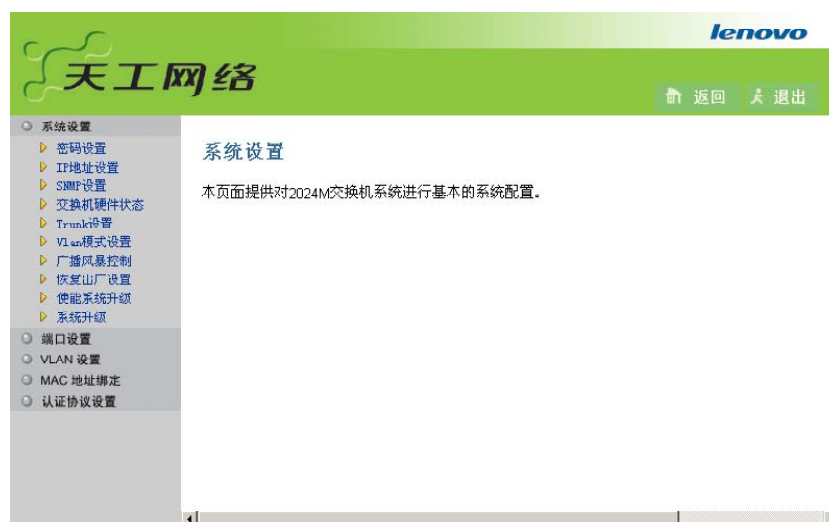 lenovo
天工网络
返回 退出
系统设置
密码设置
IP地址设置
SNMP设置
交换机硬件状态
Trunk设置
Vlan模式设置
广播风暴控制
恢复出厂设置
使能系统升级
系统升级
端口设置
VLAN 设置
MAC 地址绑定
认证协议设置
系统设置
本页面提供对2024M交换机系统进行基本的系统配置。